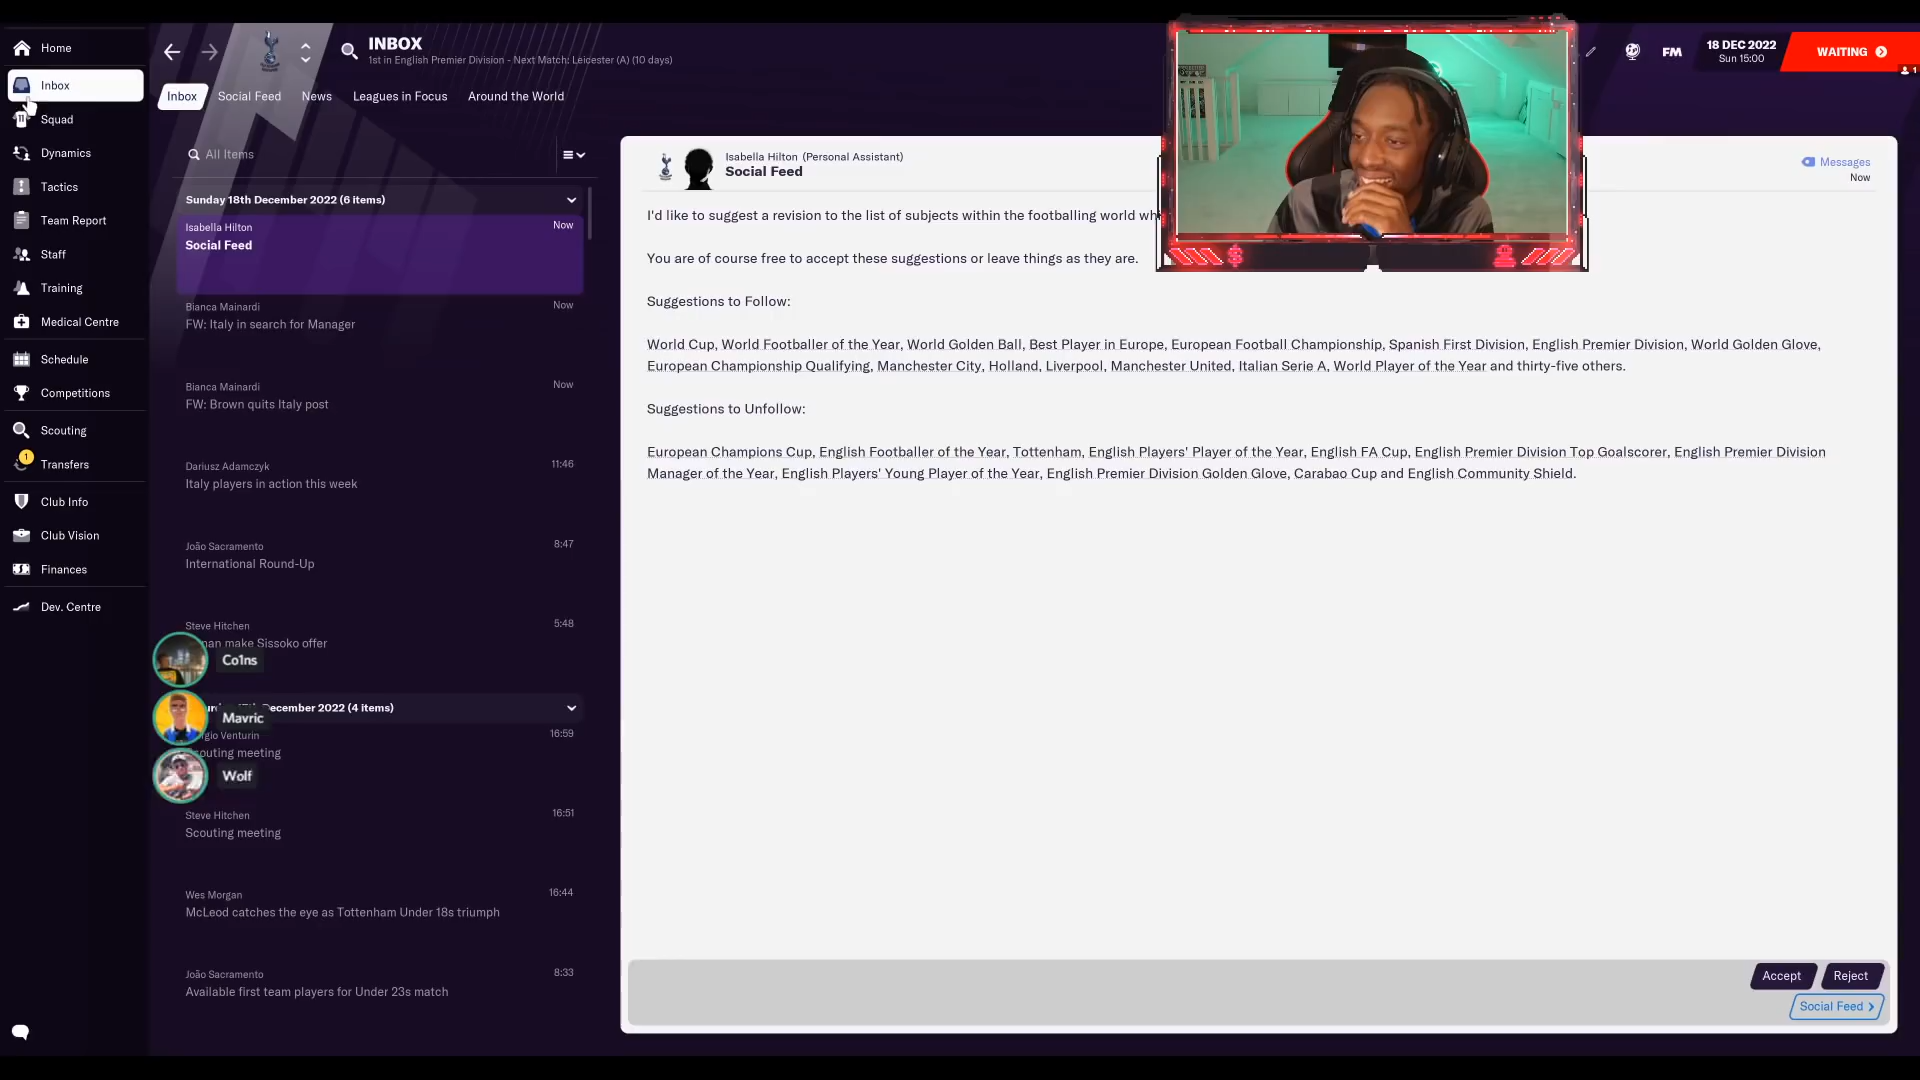 Home
Inbox
Squad
Dynamics
Tactics
Team Report
Staff
Training
Medical Centre
Schedule
Competitions
Scouting
1
Transfers
Club Info
Club Vision
Finances
Dev. Centre
INBOX
1st in English Premier Division - Next Match: Leicester (A) (10 days)
FM
18 DEC 2022
Sun 15:00
WAITING
1
Inbox
Social Feed
News
Leagues in Focus
Around the World
All Items
Sunday 18th December 2022 (6 items)
Isabella Hilton
Now
Social Feed
Bianca Mainardi
Now
FW: Italy in search for Manager
Bianca Mainardi
Now
FW: Brown quits Italy post
Dariusz Adamczyk
11:46
Italy players in action this week
João Sacramento
8:47
International Round-Up
Steve Hitchen
5:48
make Sissoko offer
Co1ns
December 2022 (4 items)
Mavric
Venturin
16:59
Scouting meeting
Wolf
Steve Hitchen
16:51
Scouting meeting
Wes Morgan
16:44
McLeod catches the eye as Tottenham Under 18s triumph
João Sacramento
8:33
Available first team players for Under 23s match
Isabella Hilton (Personal Assistant)
Social Feed
Messages
Now
I'd like to suggest a revision to the list of subjects within the footballing world
You are of course free to accept these suggestions or leave things as they are.
Suggestions to Follow:
World Cup, World Footballer of the Year, World Golden Ball, Best Player in Europe, European Football Championship, Spanish First Division, English Premier Division, World Golden Glove,
European Championship Qualifying, Manchester City, Holland, Liverpool, Manchester United, Italian Serie A, World Player of the Year and thirty-five others.
Suggestions to Unfollow:
European Champions Cup, English Footballer of the Year, Tottenham, English Players' Player of the Year, English FA Cup, English Premier Division Top Goalscorer, English Premier Division
Manager of the Year, English Players' Young Player of the Year, English Premier Division Golden Glove, Carabao Cup and English Community Shield.
Accept
Reject
Social Feed